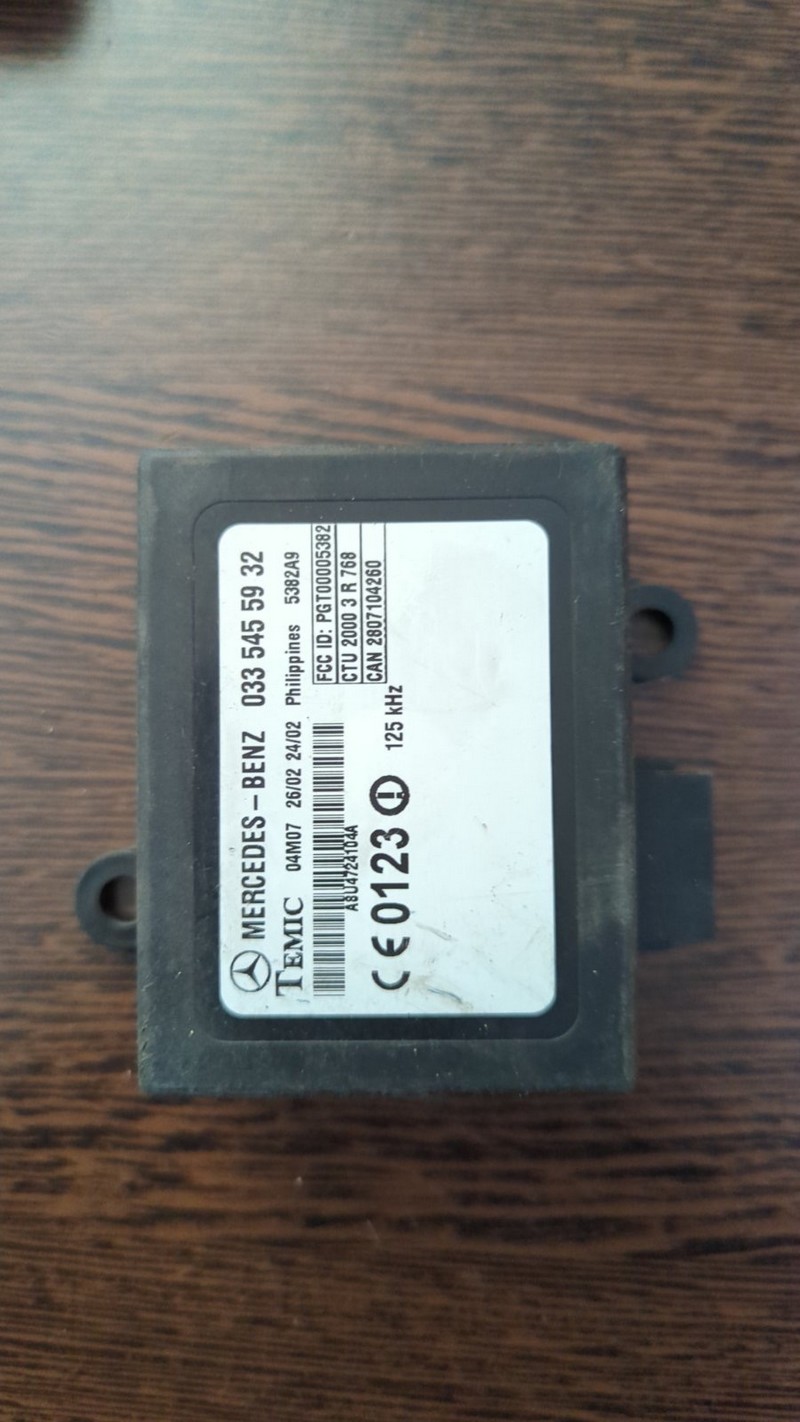 MERCEDES-BENZ 033 545 59 32
TEMIC 04M07 26/02 24/02 Philippines 5382A9
FCC ID: PGT00005382
CTU 2000 3 R 768
CAN 2807104260
A8U4724104A
CE 0123 125 kHz